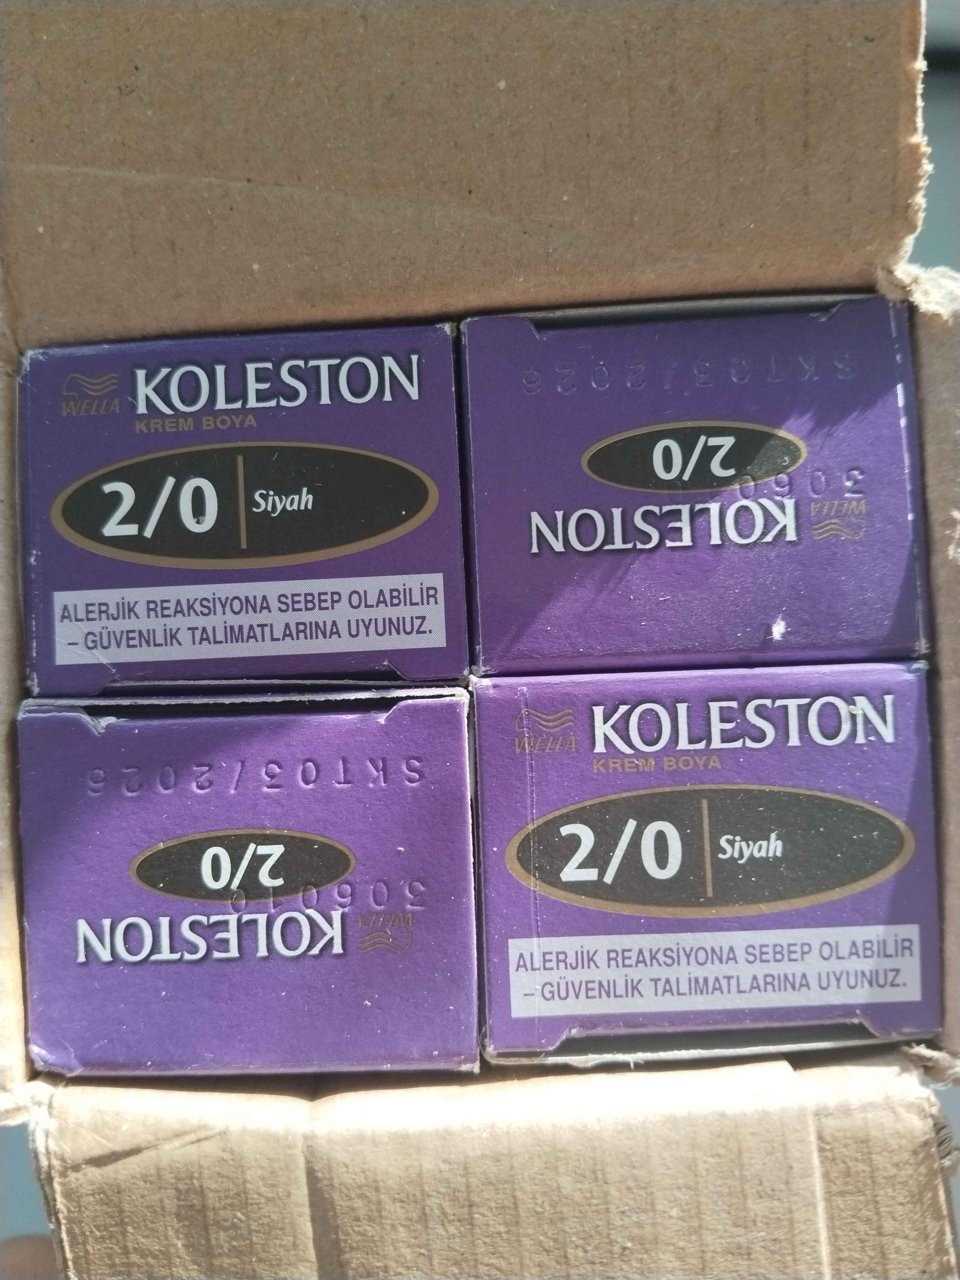 WELLA
KOLESTON
KREM BOYA
2/0 Siyah
ALERJİK REAKSİYONA SEBEP OLABİLİR
– GÜVENLİK TALİMATLARINA UYUNUZ.
WELLA
KOLESTON
2/0
SKT03/2026
WELLA
KOLESTON
306010
2/0
SKT03/2026
WELLA
KOLESTON
KREM BOYA
2/0 Siyah
ALERJİK REAKSİYONA SEBEP OLABİLİR
– GÜVENLİK TALİMATLARINA UYUNUZ.